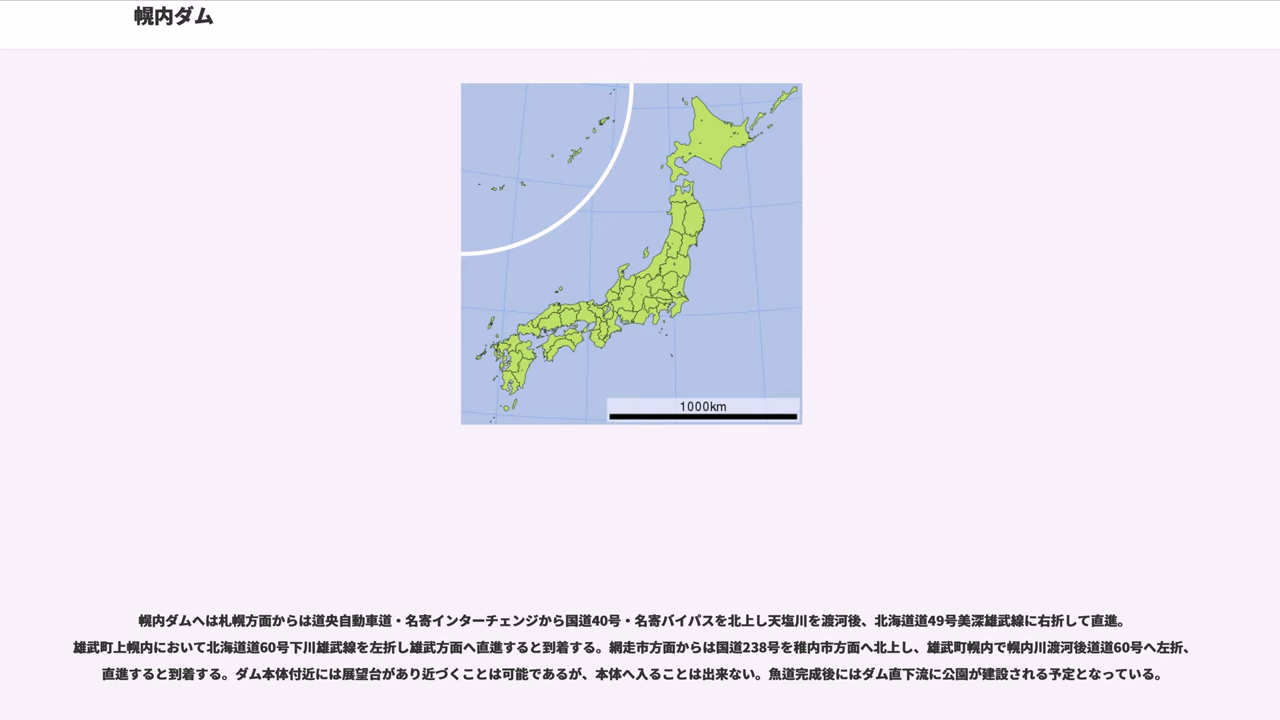 幌内ダム
1000km
幌内ダムへは札幌方面からは道央自動車道・名寄インターチェンジから国道40号・名寄バイパスを北上し天塩川を渡河後、北海道道49号美深雄武線に右折して直進。
雄武町上幌内において北海道道60号下川雄武線を左折し雄武方面へ直進すると到着する。網走市方面からは国道238号を稚内市方面へ北上し、雄武町幌内で幌内川渡河後道道60号へ左折、
直進すると到着する。ダム本体付近には展望台があり近づくことは可能であるが、本体へ入ることは出来ない。魚道完成後にはダム直下流に公園が建設される予定となっている。